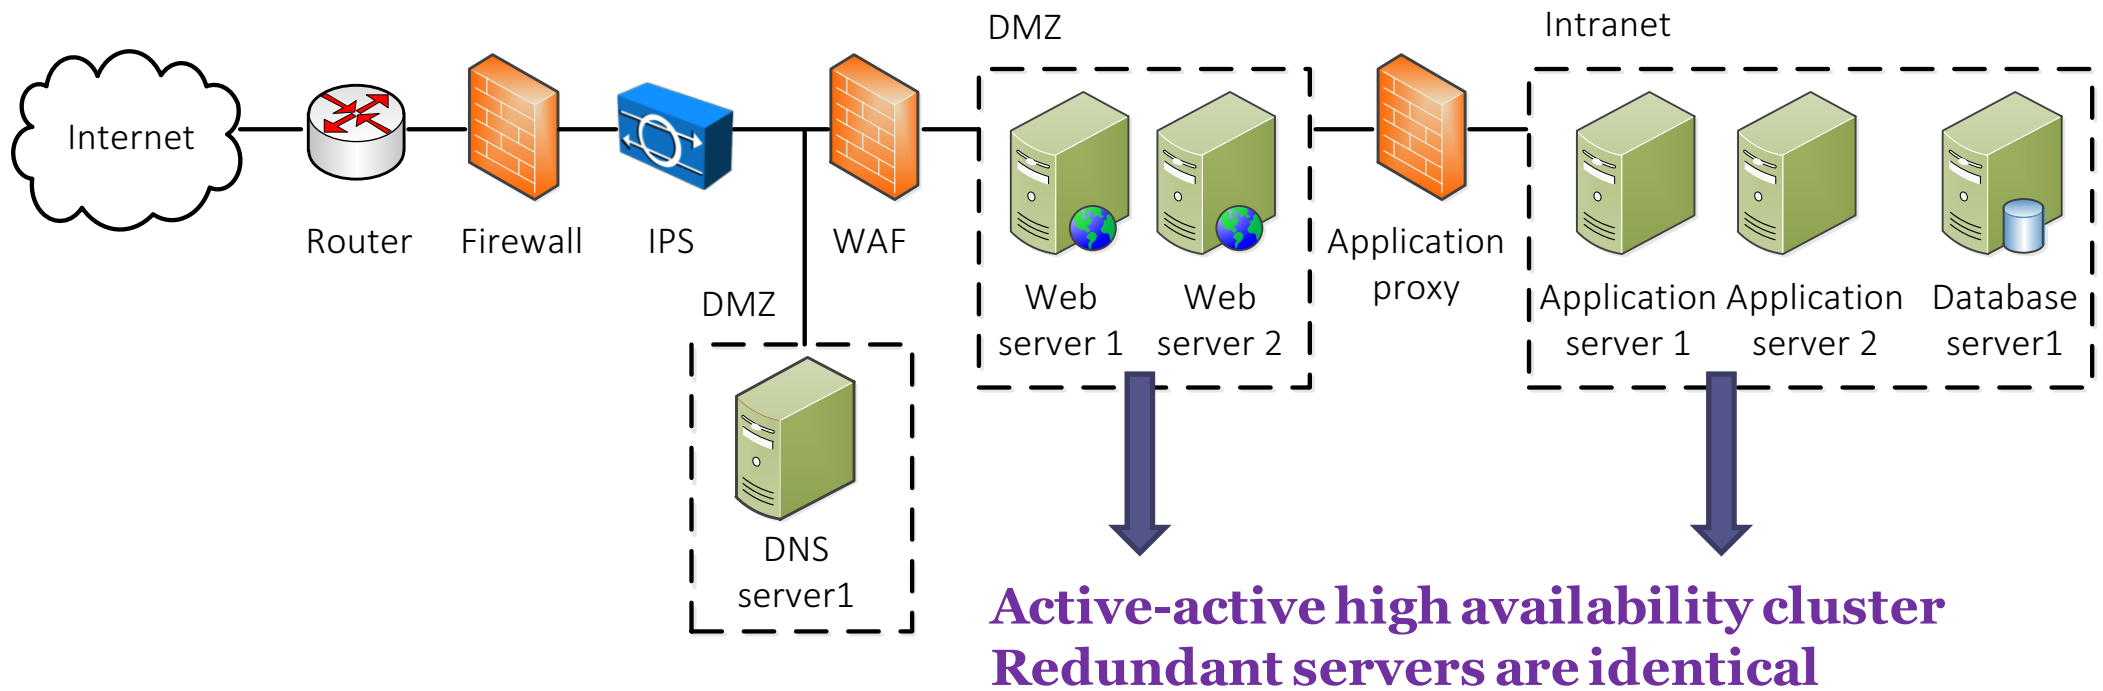 DMZ
Intranet
Internet
Router
Firewall
IPS
WAF
Application
proxy
Web
server 1
Web
server 2
Application
server 1
Application
server 2
Database
server1
DMZ
DNS
server1
Active-active high availability cluster
Redundant servers are identical